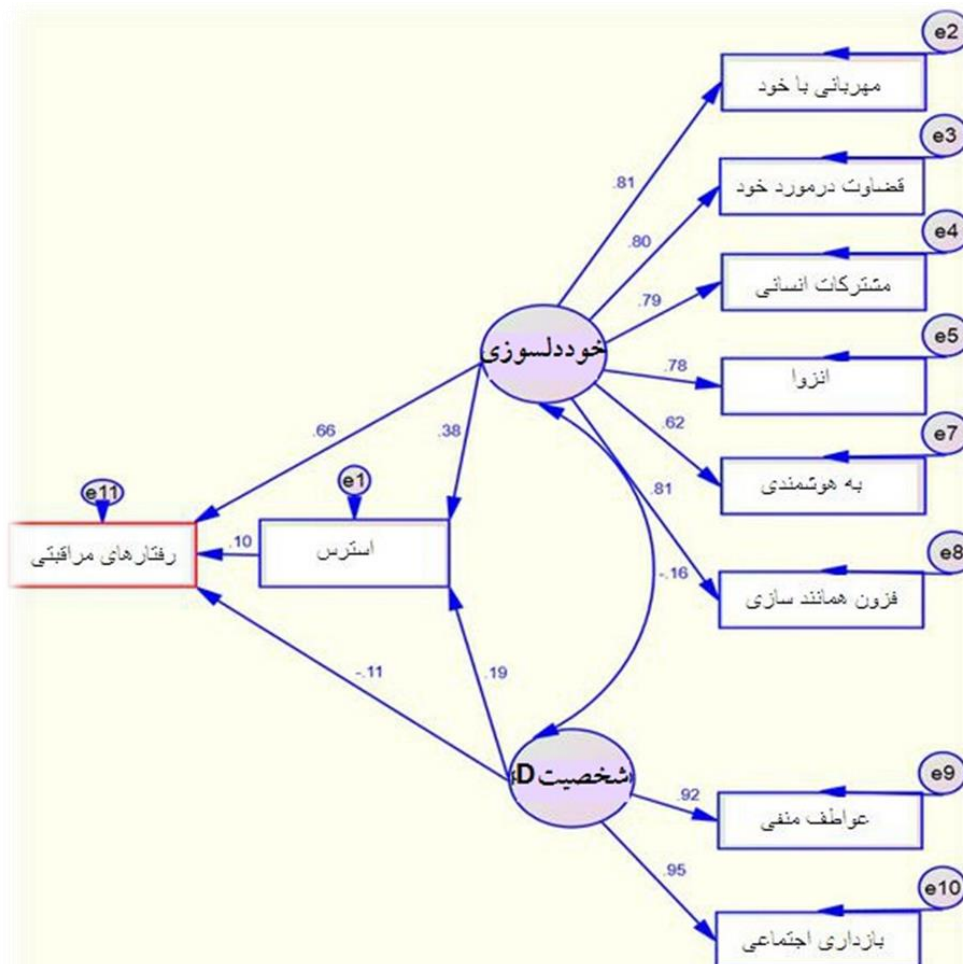 e2
مهربانی با خود
e3
قضاوت درمورد خود
.81
e4
.80
مشترکات انسانی
.79
e5
خوددلسوزی
انزوا
.78
e7
.62
.66
.38
به هوشمندی
.81
e11
e1
رفتارهای مراقبتی
.10
استرس
e8
-.16
فزون همانند سازی
-.11
.19
شخصیت D
e9
.92
عواطف منفی
.95
e10
بازداری اجتماعی